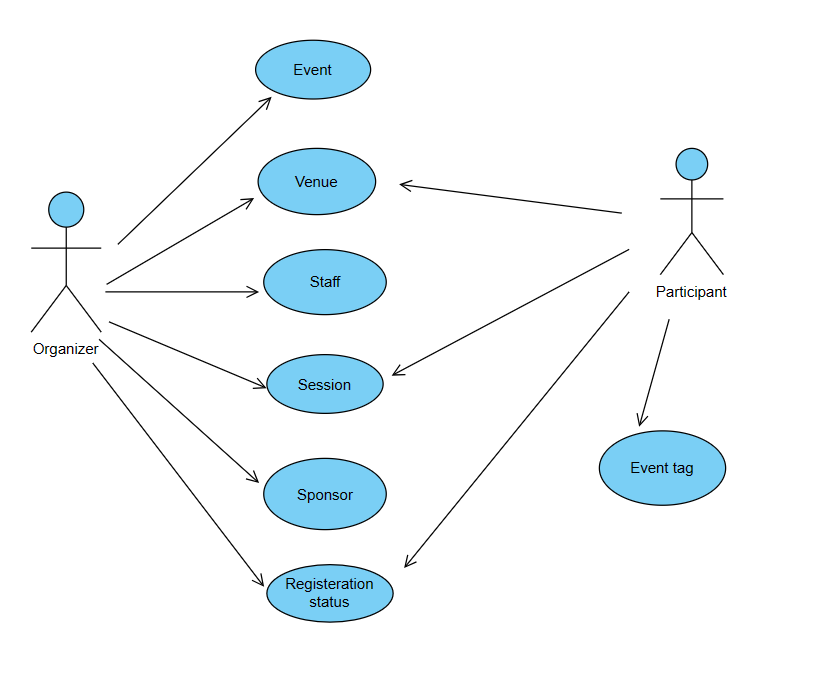 Event
Venue
Staff
Participant
Organizer
Session
Event tag
Sponsor
Registeration
status